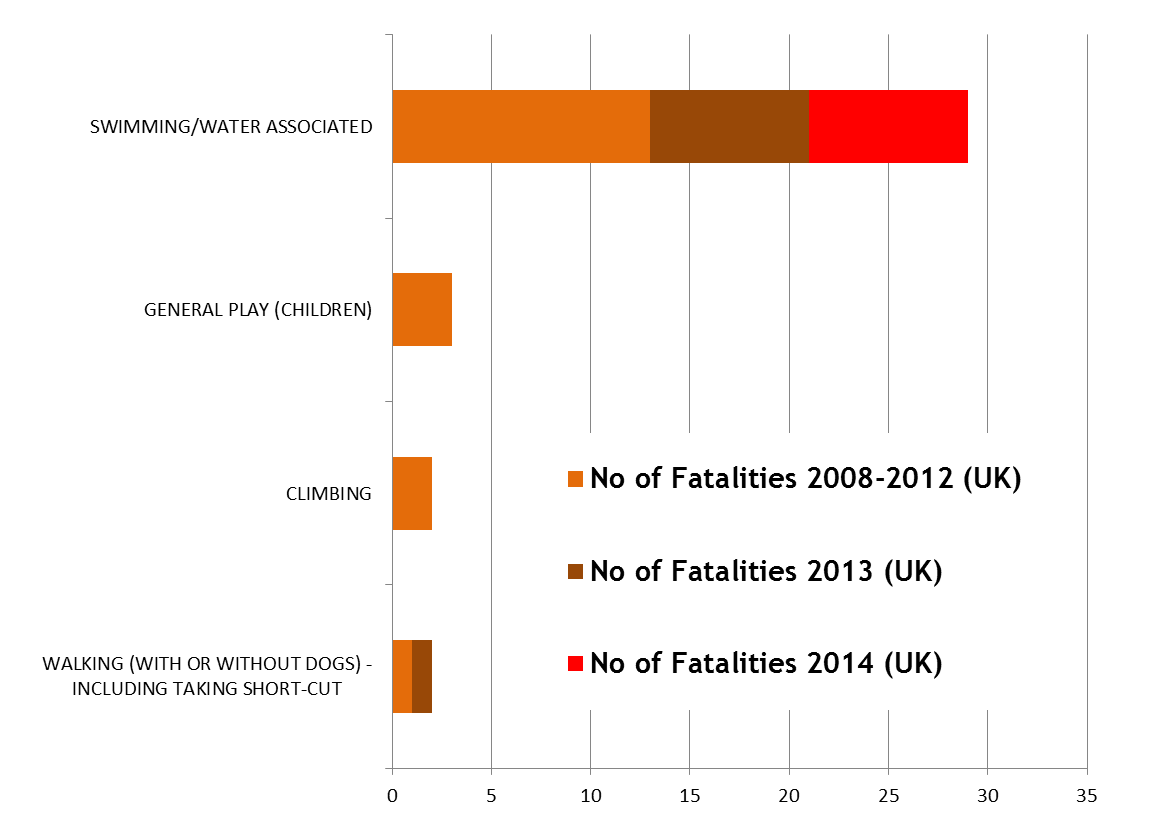 SWIMMING/WATER ASSOCIATED
GENERAL PLAY (CHILDREN)
CLIMBING
No of Fatalities 2008-2012 (UK)
No of Fatalities 2013 (UK)
No of Fatalities 2014 (UK)
WALKING (WITH OR WITHOUT DOGS) -
INCLUDING TAKING SHORT-CUT
0 5 10 15 20 25 30 35